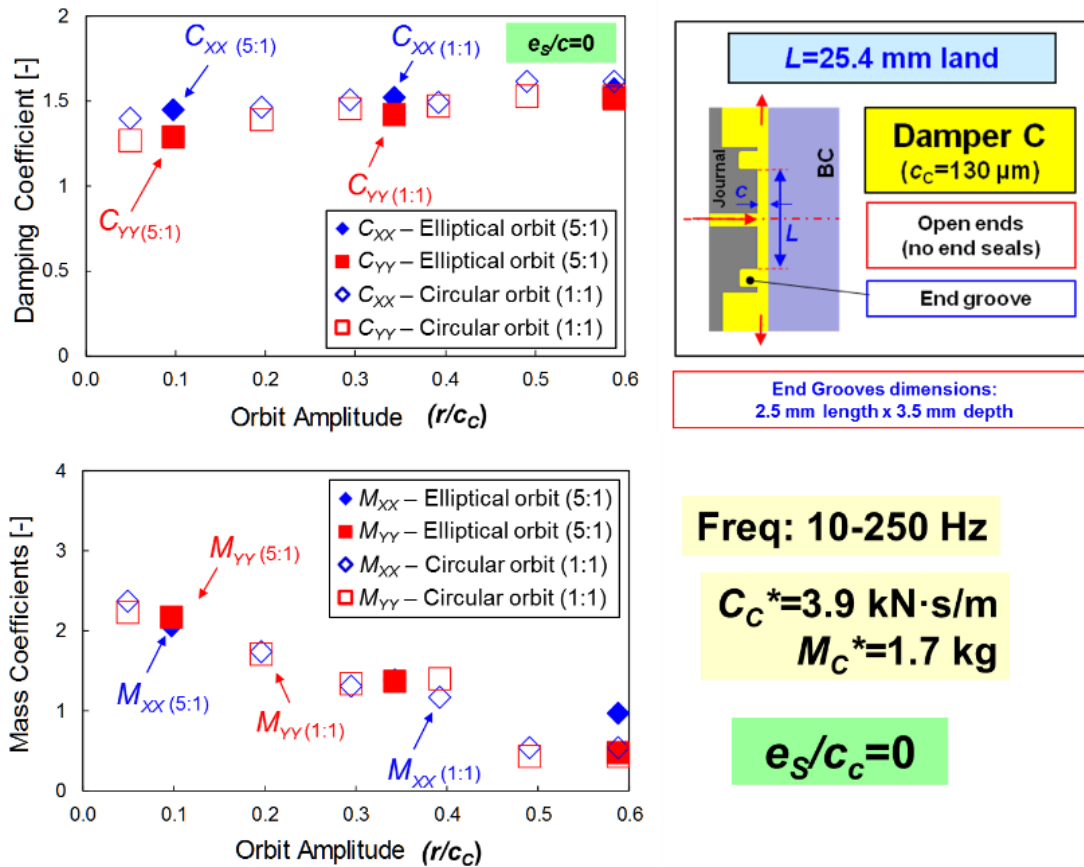 2
1.5
1
0.5
0
Damping Coefficient [-]
C_XX (5:1)
C_XX (1:1)
e_S/c=0
C_YY(5:1)
C_YY (1:1)
C_XX – Elliptical orbit (5:1)
C_YY – Elliptical orbit (5:1)
C_XX – Circular orbit (1:1)
C_YY – Circular orbit (1:1)
0.0 0.1 0.2 0.3 0.4 0.5 0.6
Orbit Amplitude (r/c_C)
L=25.4 mm land
Journal
BC
c
L
Damper C
(c_C=130 µm)
Open ends
(no end seals)
End groove
End Grooves dimensions:
2.5 mm length x 3.5 mm depth
4
3
2
1
0
Mass Coefficients [-]
M_YY (5:1)
M_XX (5:1)
M_YY (1:1)
M_XX (1:1)
M_XX – Elliptical orbit (5:1)
M_YY – Elliptical orbit (5:1)
M_XX – Circular orbit (1:1)
M_YY – Circular orbit (1:1)
0.0 0.1 0.2 0.3 0.4 0.5 0.6
Orbit Amplitude (r/c_C)
Freq: 10-250 Hz
C_C*=3.9 kN·s/m
M_C*=1.7 kg
e_S/c_c=0